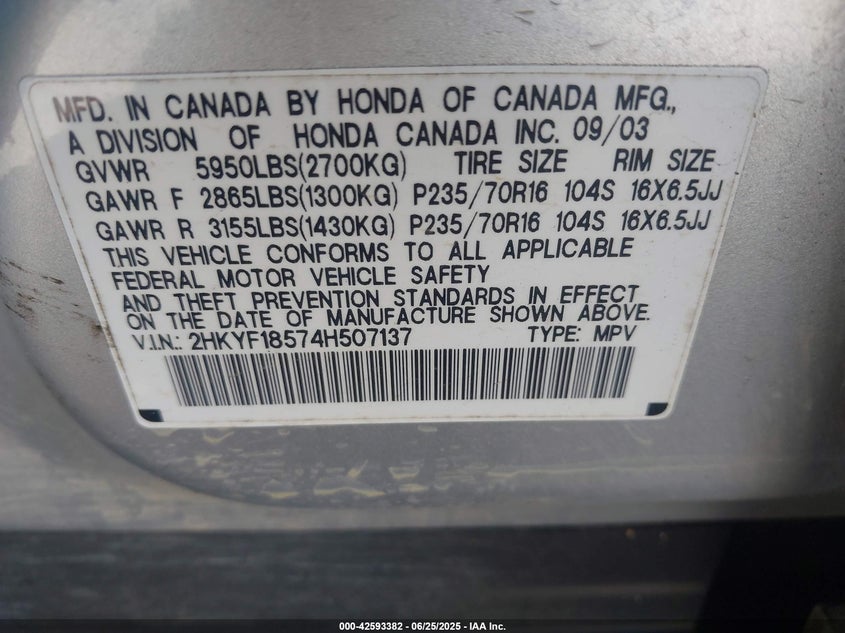 MFD. IN CANADA BY HONDA OF CANADA MFG.,
A DIVISION OF HONDA CANADA INC. 09/03
GVWR 5950LBS(2700KG) TIRE SIZE RIM SIZE
GAWR F 2865LBS(1300KG) P235/70R16 104S 16X6.5JJ
GAWR R 3155LBS(1430KG) P235/70R16 104S 16X6.5JJ
THIS VEHICLE CONFORMS TO ALL APPLICABLE
FEDERAL MOTOR VEHICLE SAFETY
AND THEFT PREVENTION STANDARDS IN EFFECT
ON THE DATE OF MANUFACTURE SHOWN ABOVE.
V.I.N.: 2HKYF18574H507137 TYPE: MPV
000-42593382 / 06/25/2025 - IAA Inc.